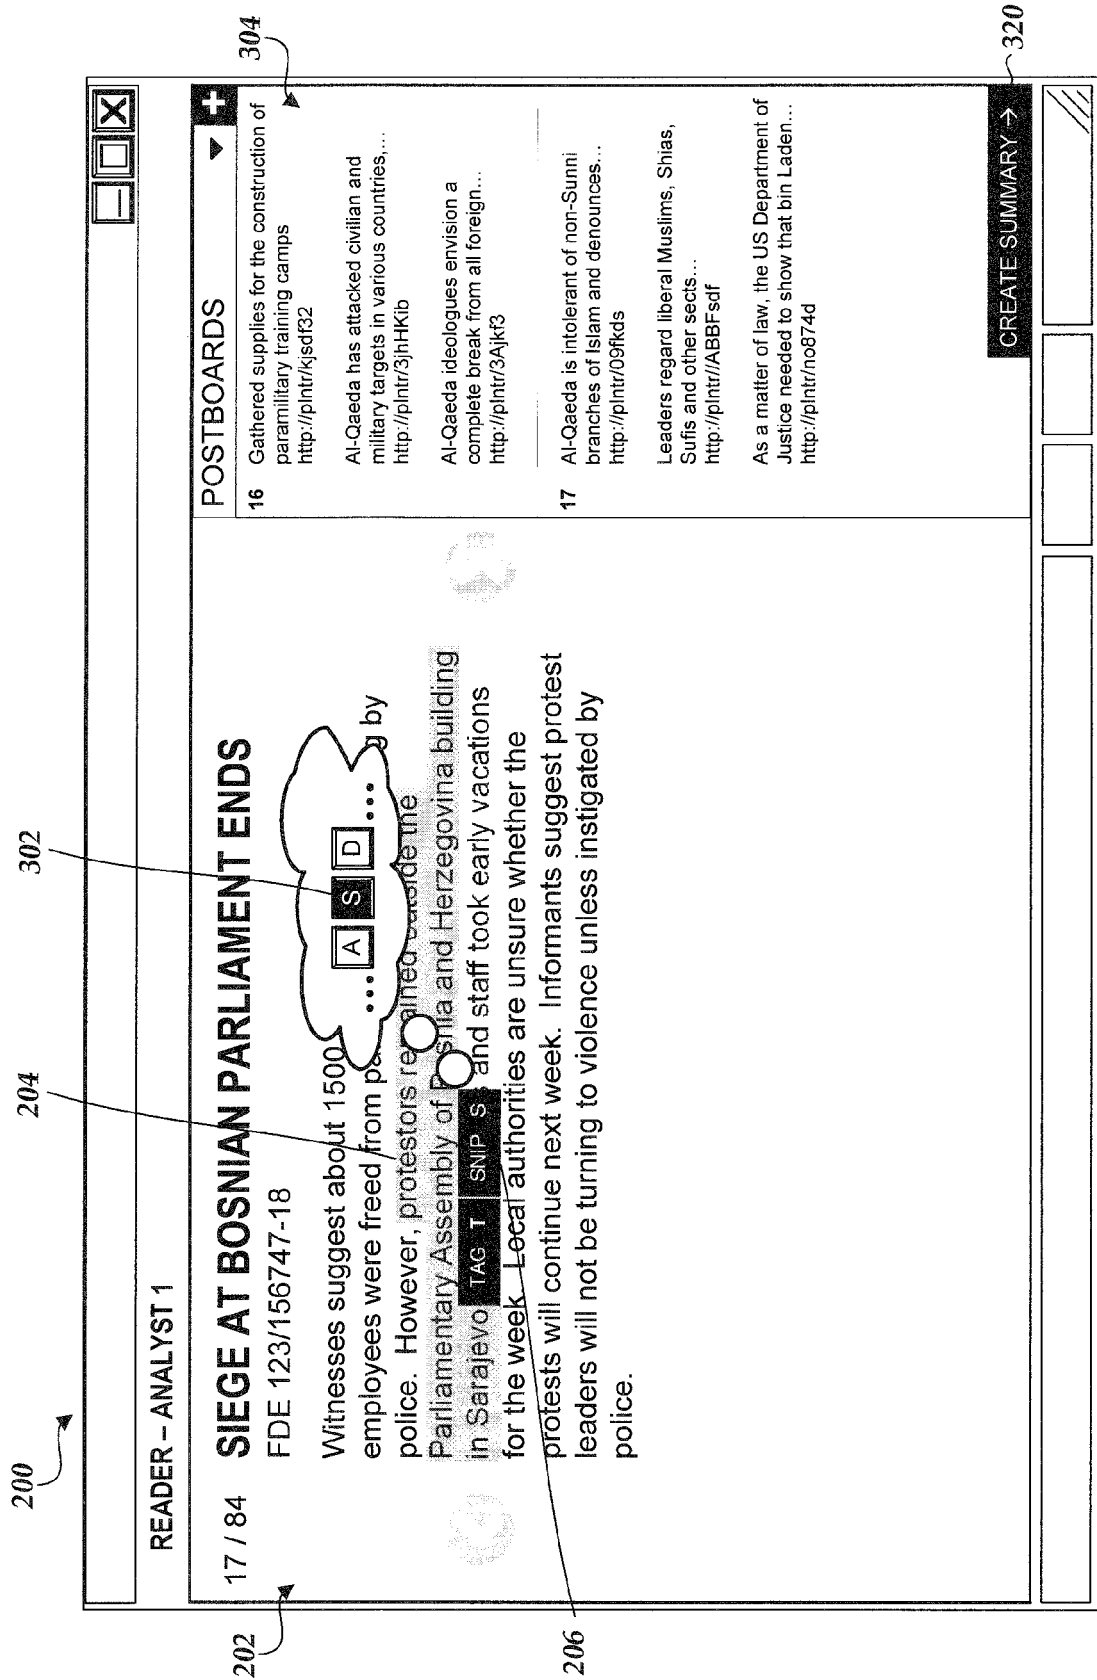 200
READER – ANALYST 1
202
17 / 84
SIEGE AT BOSNIAN PARLIAMENT ENDS
FDE 123/156747-18
204
302
Witnesses suggest about 1500
employees were freed from by
police. However, protestors the
Parliamentary Assembly of and Herzegovina building
in Sarajevo and staff took early vacations
for the week. Local authorities are unsure whether the
protests will continue next week. Informants suggest protest
leaders will not be turning to violence unless instigated by
police.
... A S D ...
TAG T SNIP S
206
POSTBOARDS
+
304
16 Gathered supplies for the construction of
paramilitary training camps
http://plntr/kjsdf32
Al-Qaeda has attacked civilian and
military targets in various countries,...
http://plntr/3jhHKib
Al-Qaeda ideologues envision a
complete break from all foreign...
http://plntr/3Ajkf3
17 Al-Qaeda is intolerant of non-Sunni
branches of Islam and denounces...
http://plntr/09fkds
Leaders regard liberal Muslims, Shias,
Sufis and other sects...
http://plntr//ABBFsdf
As a matter of law, the US Department of
Justice needed to show that bin Laden...
http://plntr/no874d
CREATE SUMMARY →
320